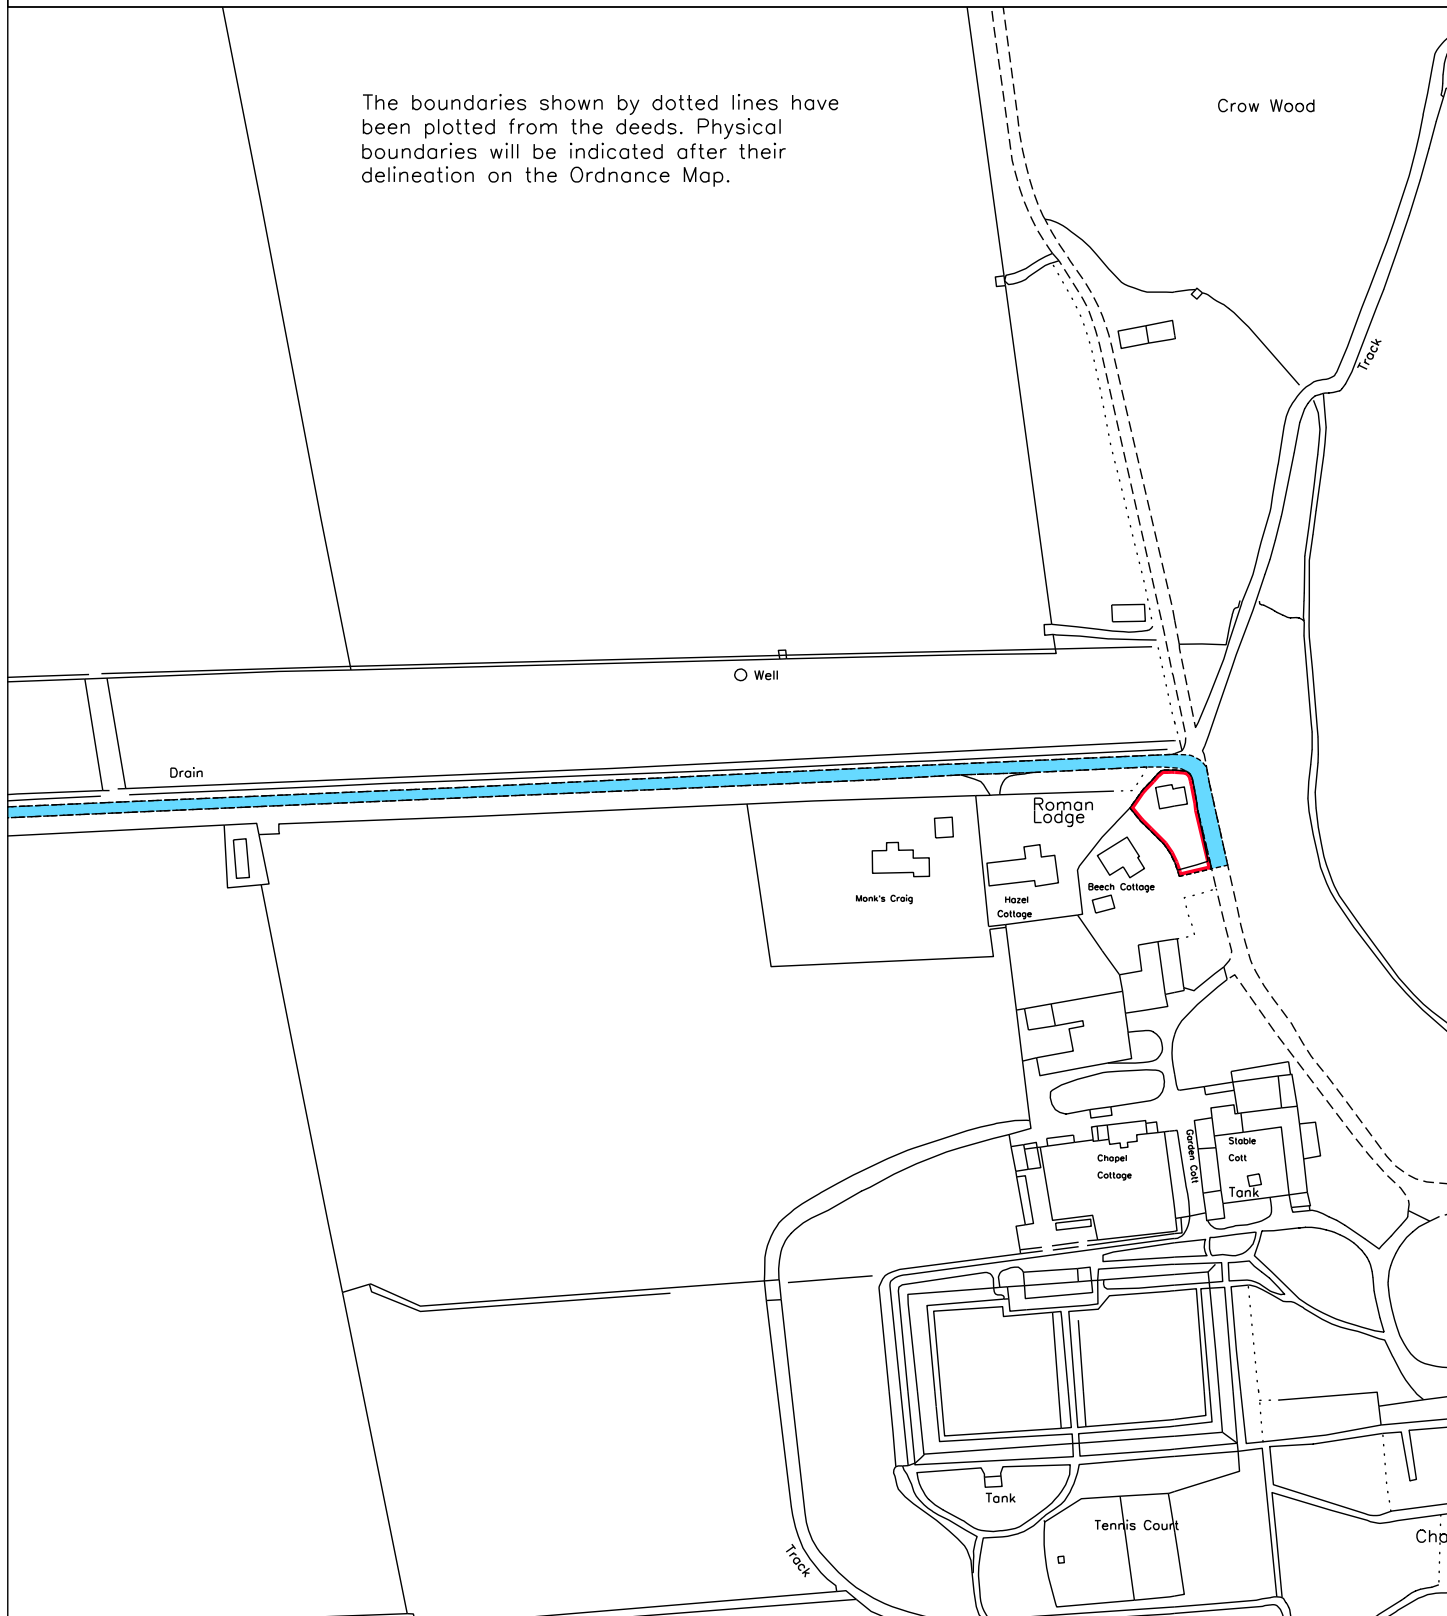 The boundaries shown by dotted lines have
been plotted from the deeds. Physical
boundaries will be indicated after their
delineation on the Ordnance Map.
Crow Wood
Track
Well
Drain
Roman
Lodge
Monk's Craig
Hazel
Cottage
Beech Cottage
Chapel
Cottage
Garden Cott
Stable
Cott
Tank
Tank
Tennis Court
Track
Cha